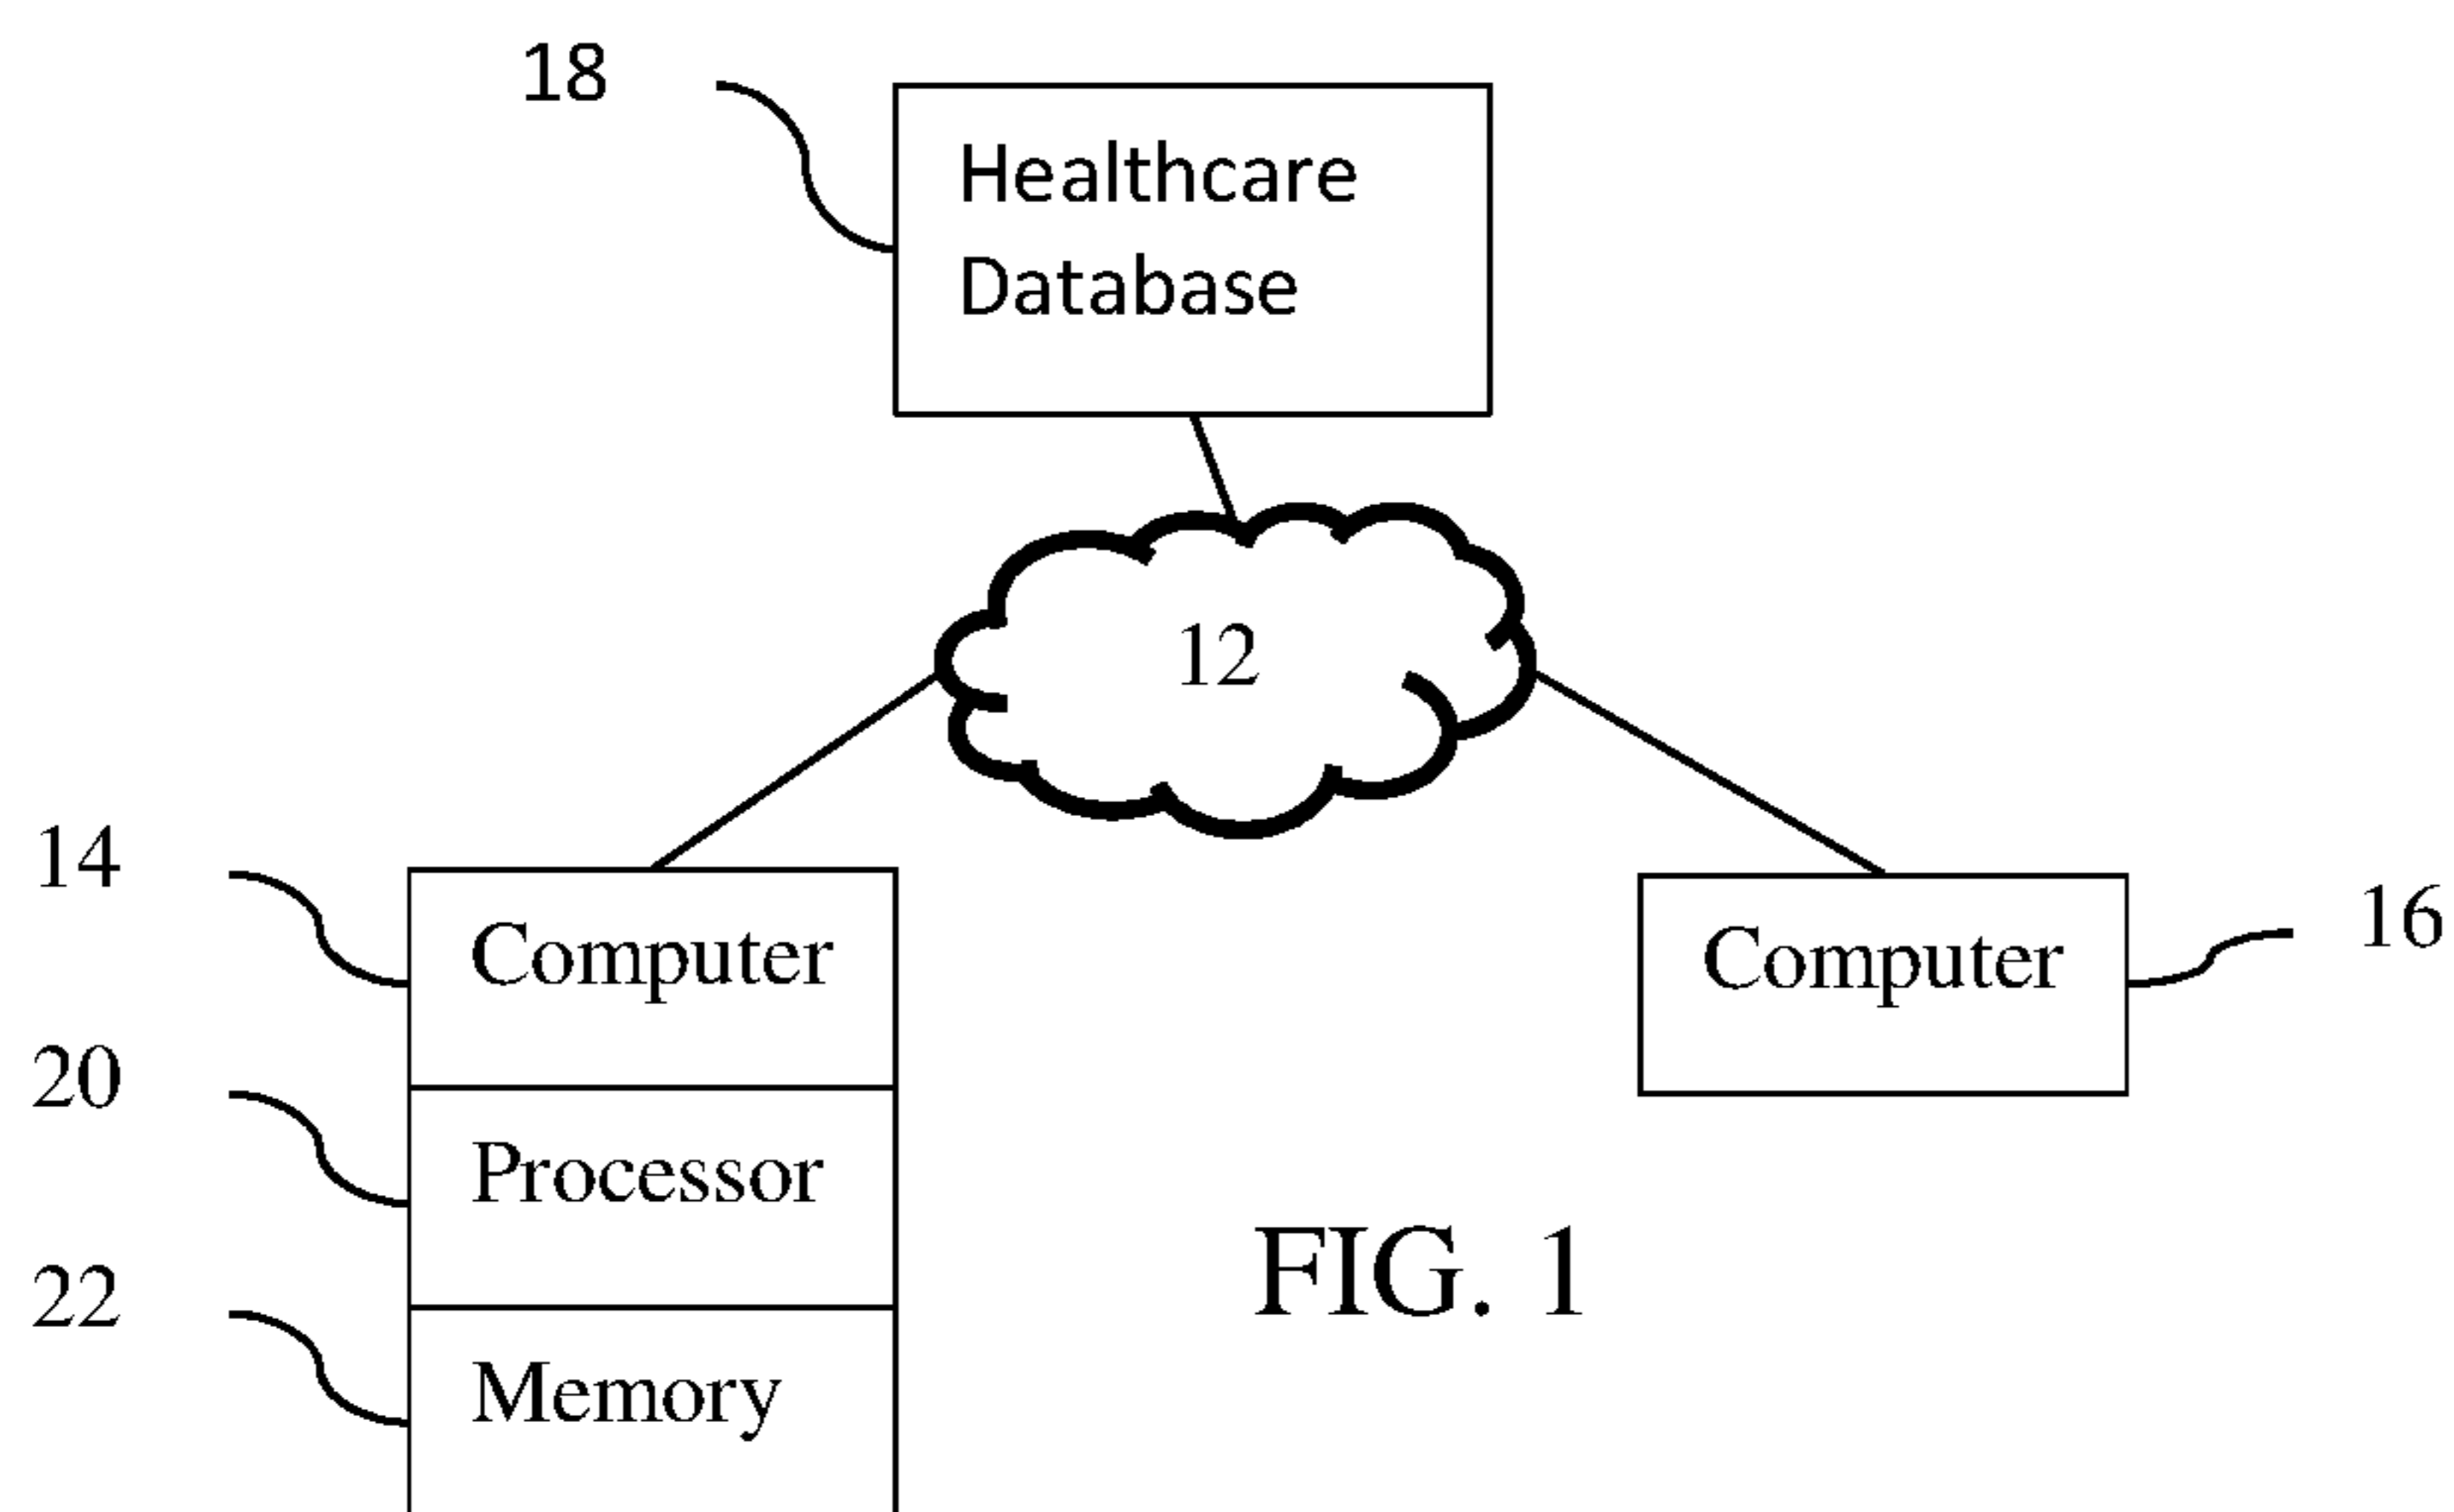 18
Healthcare
Database
12
14
Computer
Computer
16
20
Processor
FIG. 1
22
Memory